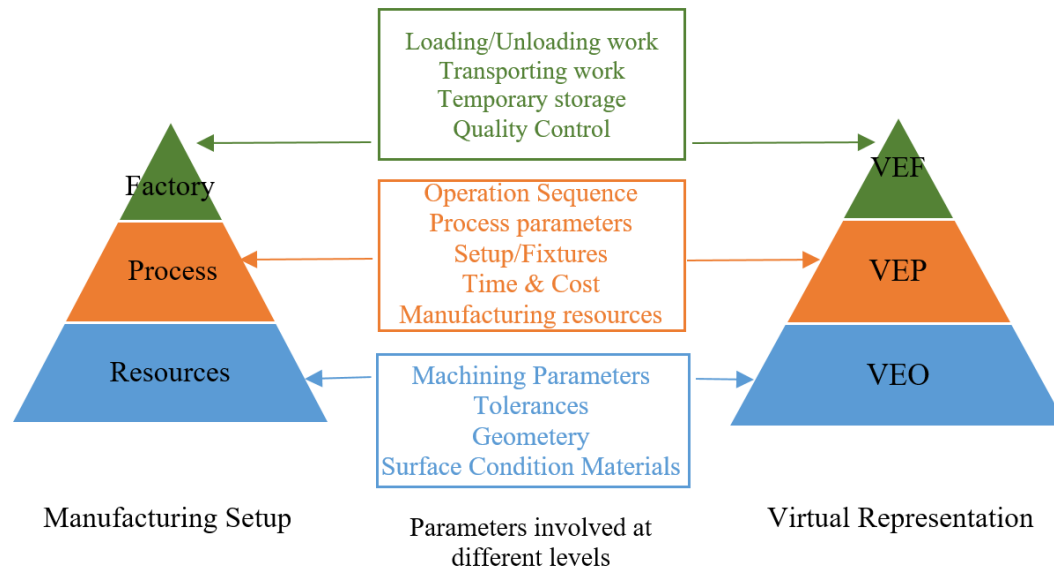 Loading/Unloading work
Transporting work
Temporary storage
Quality Control
Factory
VEF
Operation Sequence
Process parameters
Setup/Fixtures
Time & Cost
Manufacturing resources
Process
VEP
Machining Parameters
Tolerances
Geometery
Surface Condition Materials
Resources
VEO
Manufacturing Setup
Parameters involved at
different levels
Virtual Representation